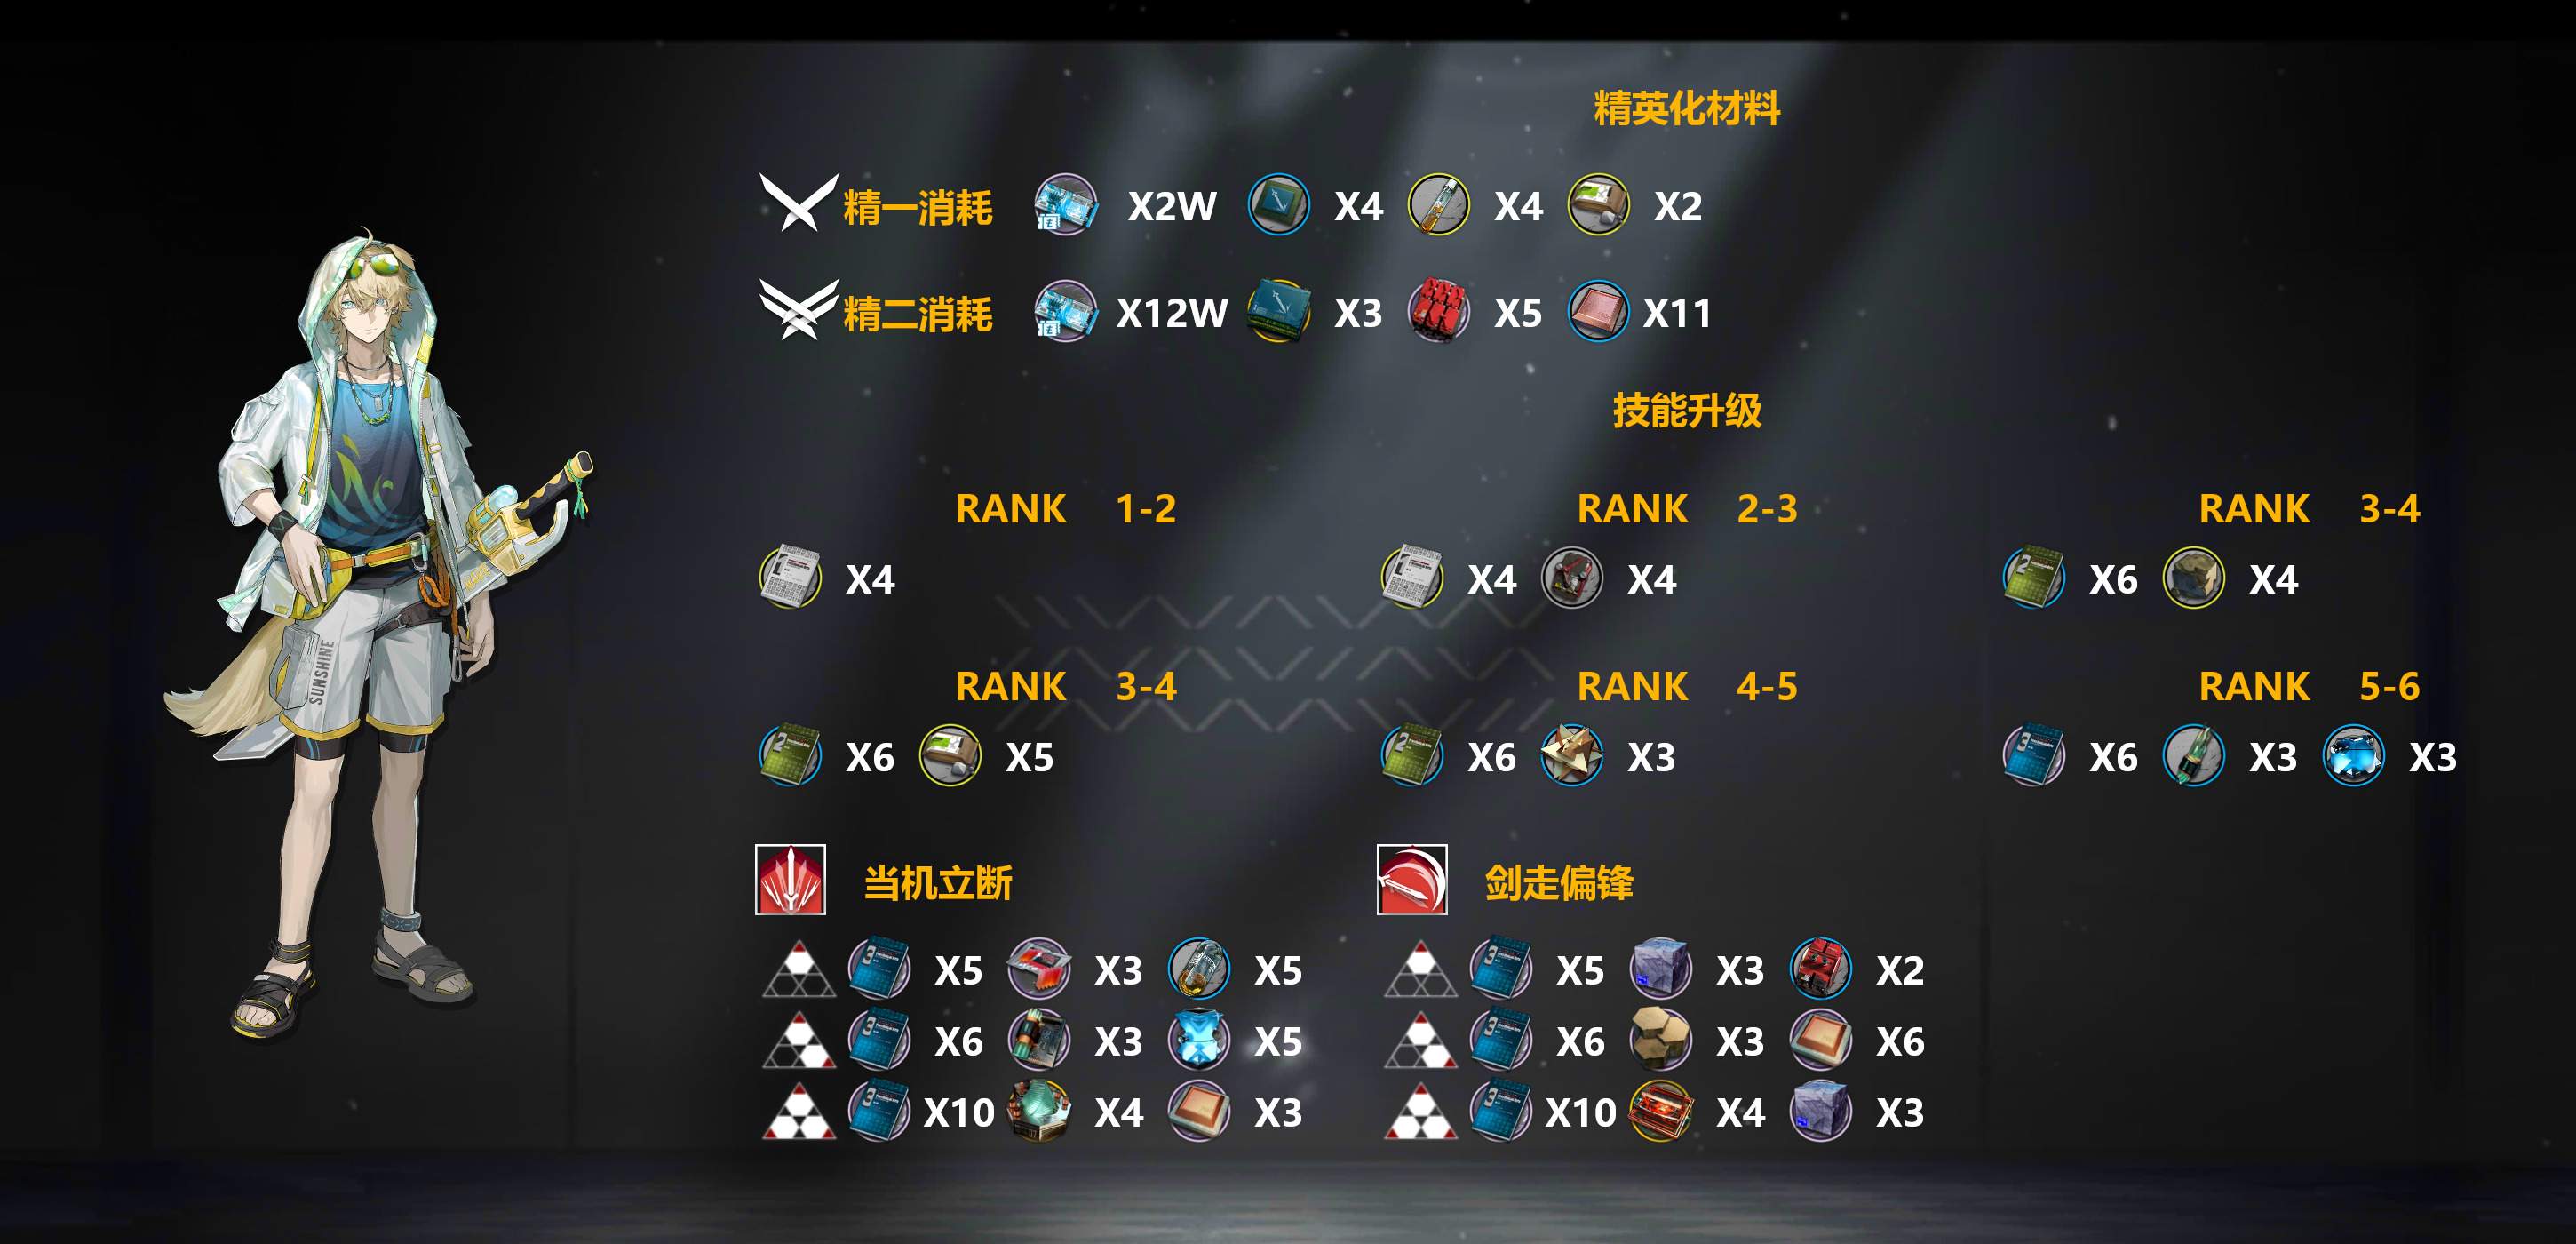 精英化材料
精一消耗 X2W X4 X4 X2
精二消耗 X12W X3 X5 X11
技能升级
RANK 1-2 RANK 2-3 RANK 3-4
X4 X4 X4 X6 X4
RANK 3-4 RANK 4-5 RANK 5-6
X6 X5 X6 X3 X6 X3 X3
当机立断 剑走偏锋
X5 X3 X5 X5 X3 X2
X6 X3 X5 X6 X3 X6
X10 X4 X3 X10 X4 X3
SUNSHINE